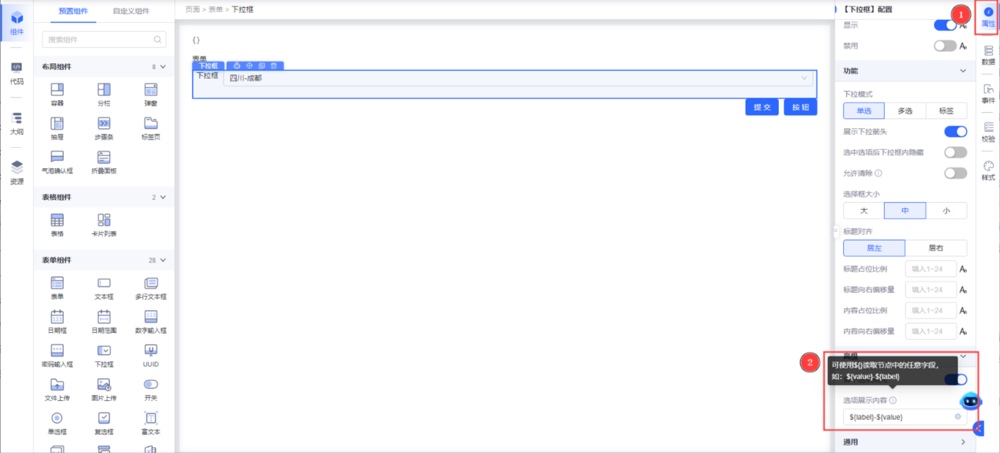 组件
代码
大纲
资源
预置组件
自定义组件
搜索组件
布局组件 8
容器 分栏 弹窗
抽屉 步骤条 标签页
气泡确认框 折叠面板
表格组件 2
表格 卡片列表
表单组件 28
表单 文本框 多行文本框
日期框 日期范围 数字输入框
密码输入框 下拉框 UUID
文件上传 图片上传 开关
单选框 复选框 富文本
页面 > 表单 > 下拉框
{}
表单
下拉框
下拉框 四川-成都
提 交 按 钮
【下拉框】配置
显示
禁用
功能
下拉模式
单选 多选 标签
展示下拉箭头
选中选项后下拉框内隐藏
允许清除
选择框大小
大 中 小
标题对齐
居左 居右
标题占位比例 填入1~24
标题向右偏移量 填入1~24
内容占位比例 填入1~24
内容向右偏移量 填入1~24
高级
可使用${}读取节点中的任意字段，
如：${value}-${label}
选项展示内容
${label}-${value}
通用
1
2
属性
数据
事件
校验
样式